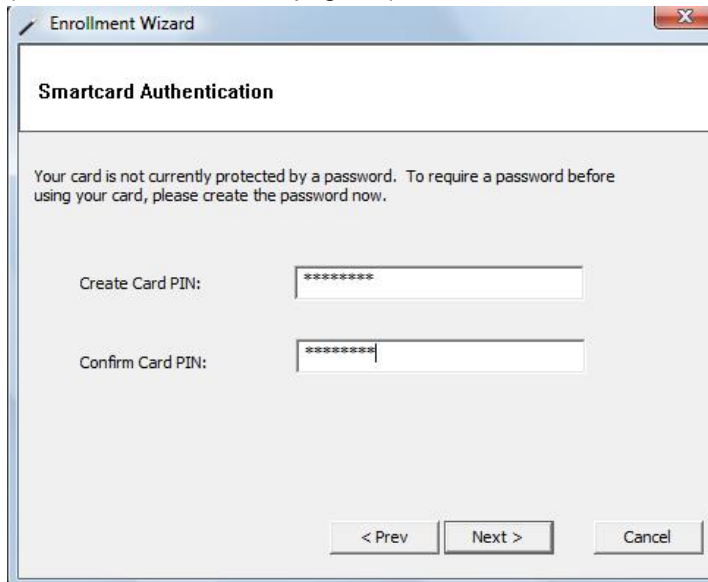 Enrollment Wizard
X
Smartcard Authentication
Your card is not currently protected by a password. To require a password before
using your card, please create the password now.
Create Card PIN: ********
Confirm Card PIN: ********
< Prev Next > Cancel